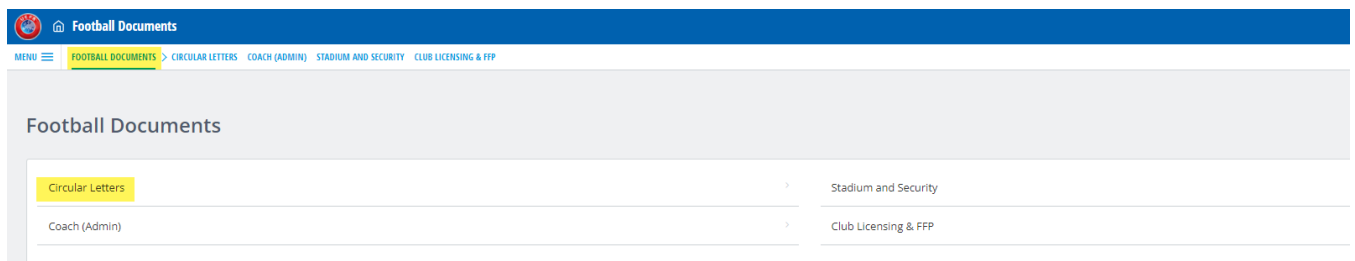 UEFA
Football Documents
MENU FOOTBALL DOCUMENTS > CIRCULAR LETTERS COACH (ADMIN) STADIUM AND SECURITY CLUB LICENSING & FFP
Football Documents
Circular Letters > Stadium and Security
Coach (Admin) > Club Licensing & FFP